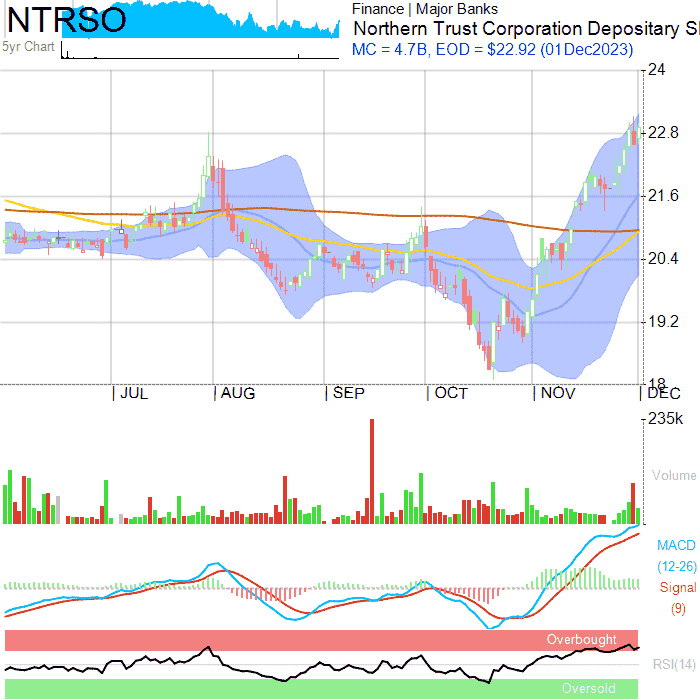 NTRSO
5yr Chart
Finance | Major Banks
Northern Trust Corporation Depositary S
MC = 4.7B, EOD = $22.92 (01Dec2023)
24
22.8
21.6
20.4
19.2
18
JUL AUG SEP OCT NOV DEC
235k
Volume
MACD
(12-26)
Signal
(9)
Overbought
RSI(14)
Oversold